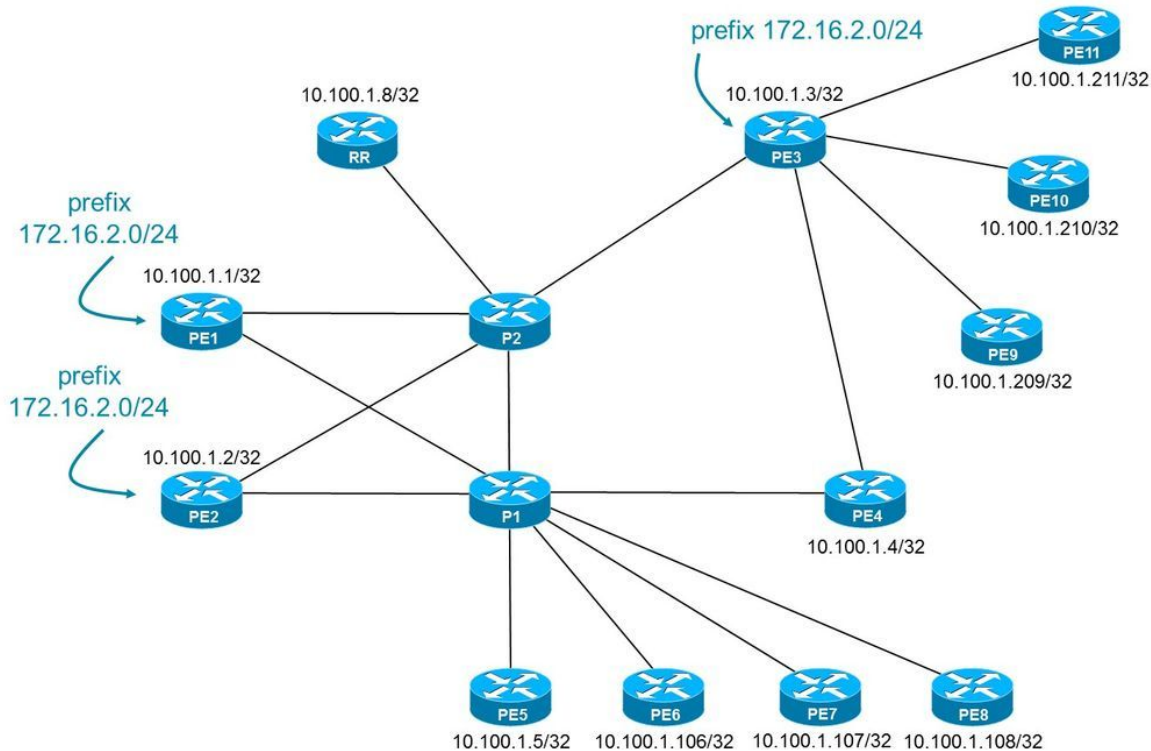 prefix 172.16.2.0/24
PE11
10.100.1.211/32
10.100.1.8/32
RR
10.100.1.3/32
PE3
PE10
10.100.1.210/32
prefix
172.16.2.0/24
10.100.1.1/32
PE1
P2
PE9
10.100.1.209/32
prefix
172.16.2.0/24
10.100.1.2/32
PE2
P1
PE4
10.100.1.4/32
PE5
10.100.1.5/32
PE6
10.100.1.106/32
PE7
10.100.1.107/32
PE8
10.100.1.108/32